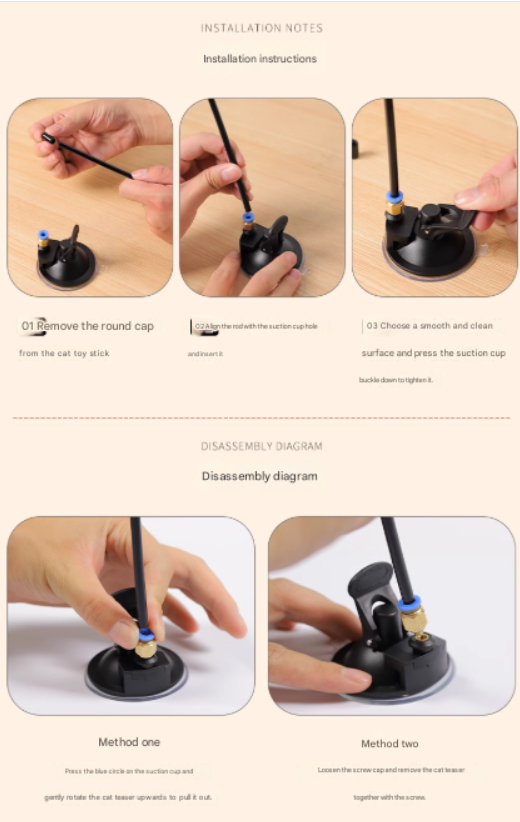 INSTALLATION NOTES
Installation instructions
01 Remove the round cap
from the cat toy stick
02 Align the rod with the suction cup hole
and insert it
03 Choose a smooth and clean
surface and press the suction cup
buckle down to tighten it.
DISASSEMBLY DIAGRAM
Disassembly diagram
Method one
Press the blue circle on the suction cup and
gently rotate the cat teaser upwards to pull it out.
Method two
Loosen the screw cap and remove the cat teaser
together with the screw.